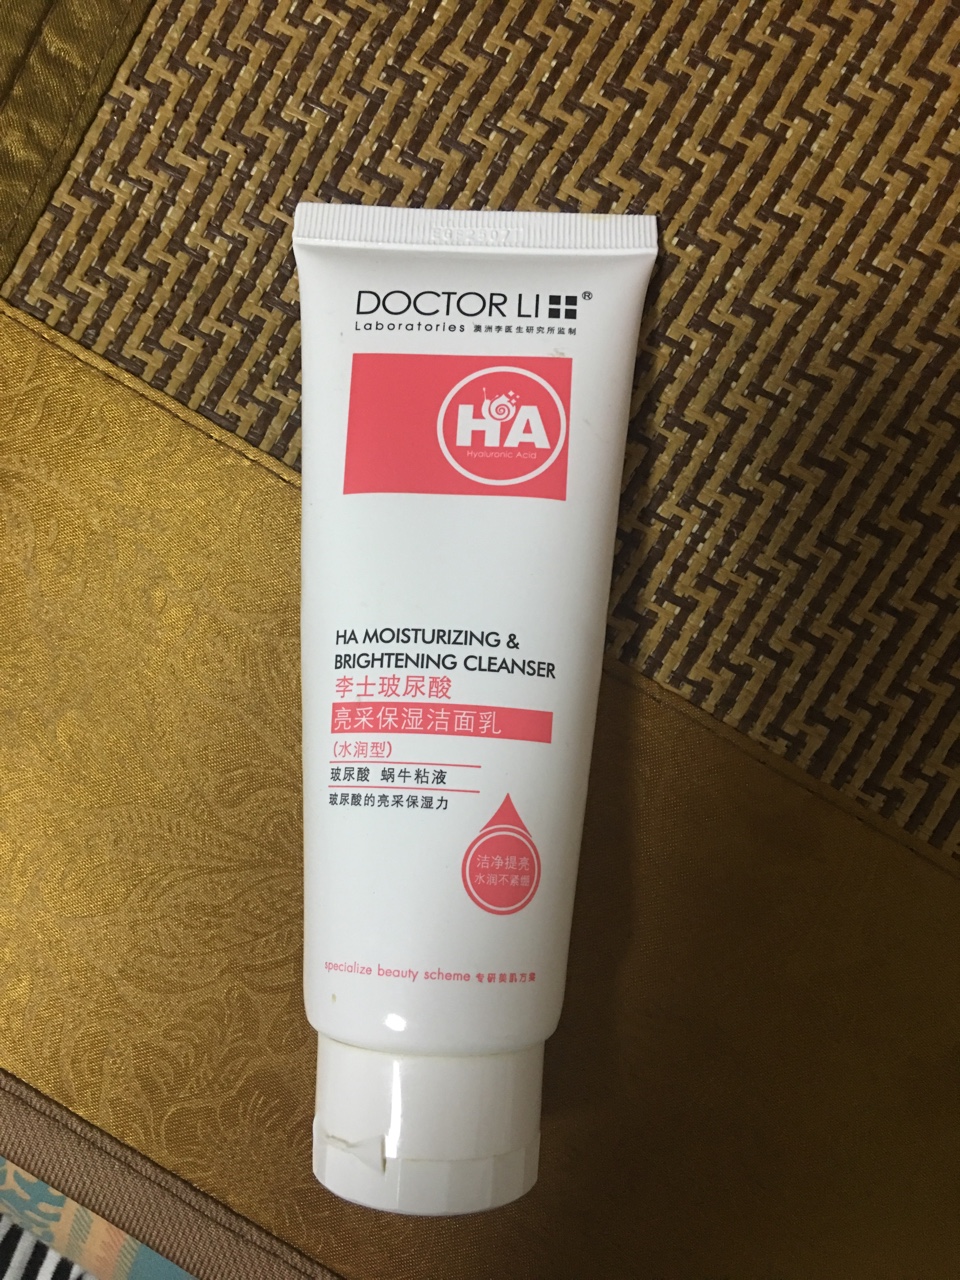 DOCTOR LI ®
Laboratories 澳洲李医生研究所监制
HA
Hyaluronic Acid
HA MOISTURIZING &
BRIGHTENING CLEANSER
李士玻尿酸
亮采保湿洁面乳
(水润型)
玻尿酸 蜗牛粘液
玻尿酸的亮采保湿力
洁净提亮
水润不紧绷
specialize beauty scheme 专研美肌方案